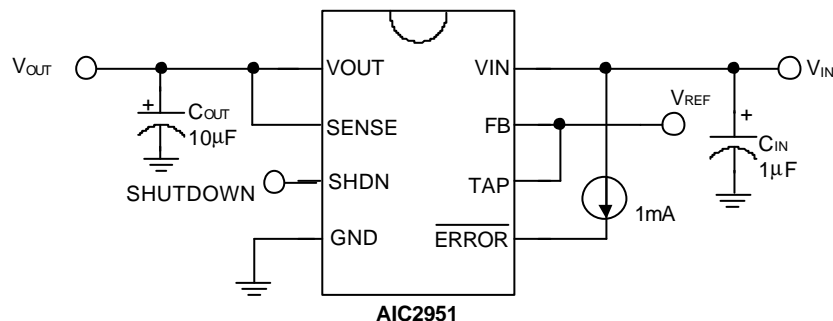 VOUT
COUT
10μF
SHUTDOWN
VOUT
SENSE
SHDN
GND
VIN
FB
TAP
ERROR
VREF
VIN
CIN
1μF
1mA
+
+
AIC2951